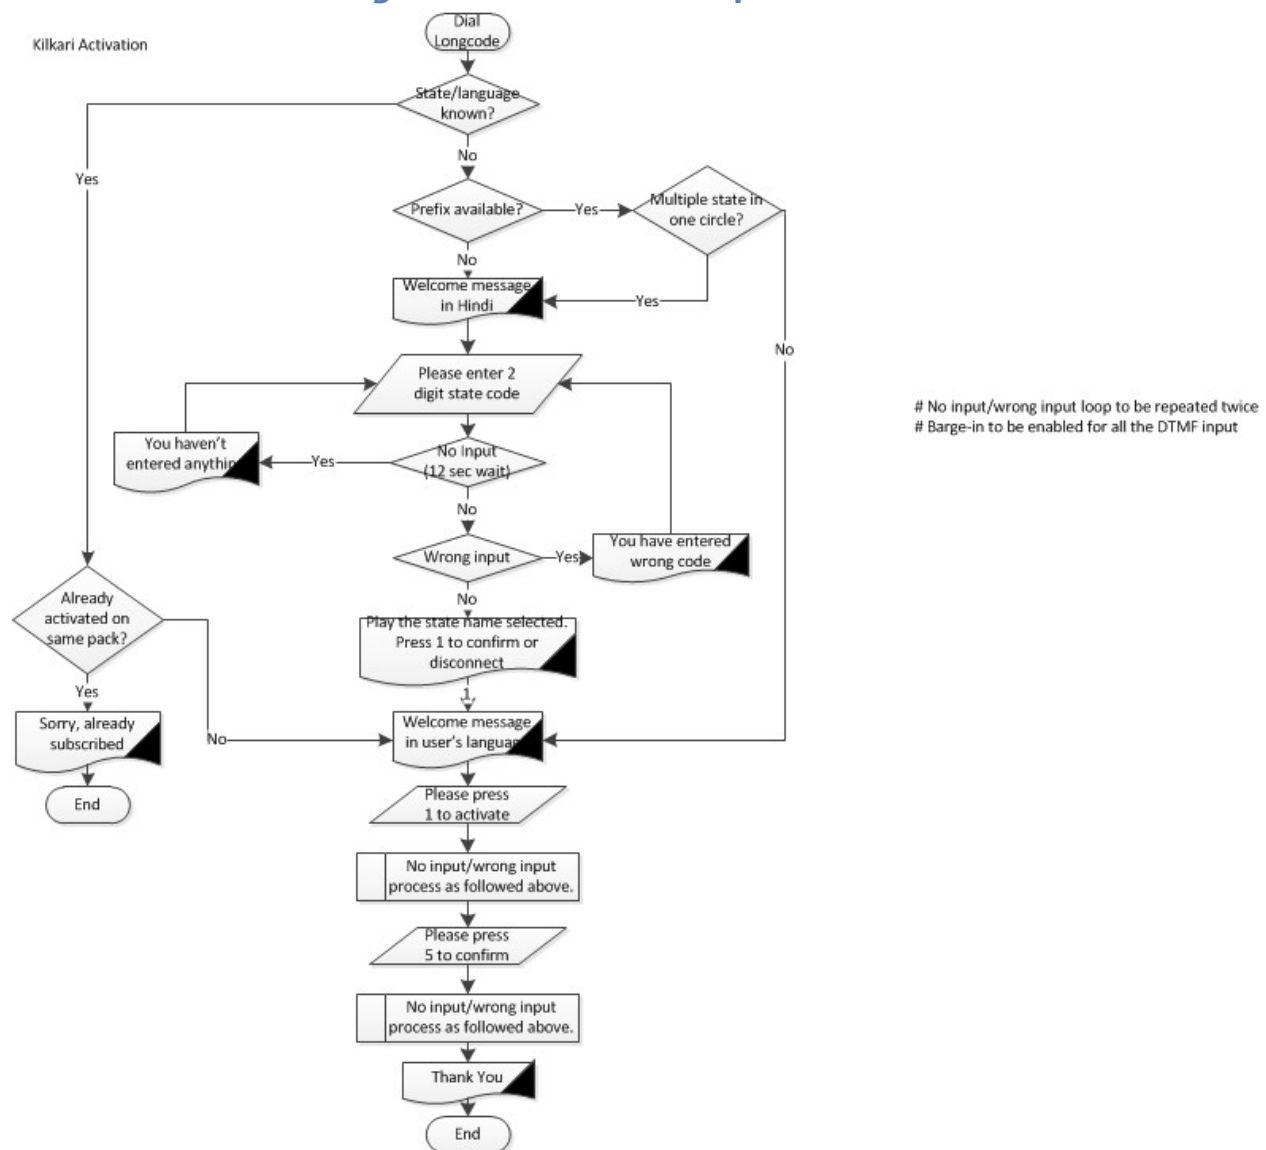 Kilkari Activation
Dial
Longcode
State/language
known?
Yes
No
Prefix available?
Yes
Multiple state in
one circle?
No
Yes
No
Welcome message
in Hindi
Please enter 2
digit state code
# No input/wrong input loop to be repeated twice
# Barge-in to be enabled for all the DTMF input
You haven't
entered anythin
Yes
No Input
(12 sec wait)
No
Wrong input
Yes
You have entered
wrong code
No
Play the state name selected.
Press 1 to confirm or
disconnect
1
Already
activated on
same pack?
Yes
No
Sorry, already
subscribed
End
Welcome message
in user's languag
Please press
1 to activate
No input/wrong input
process as followed above.
Please press
5 to confirm
No input/wrong input
process as followed above.
Thank You
End